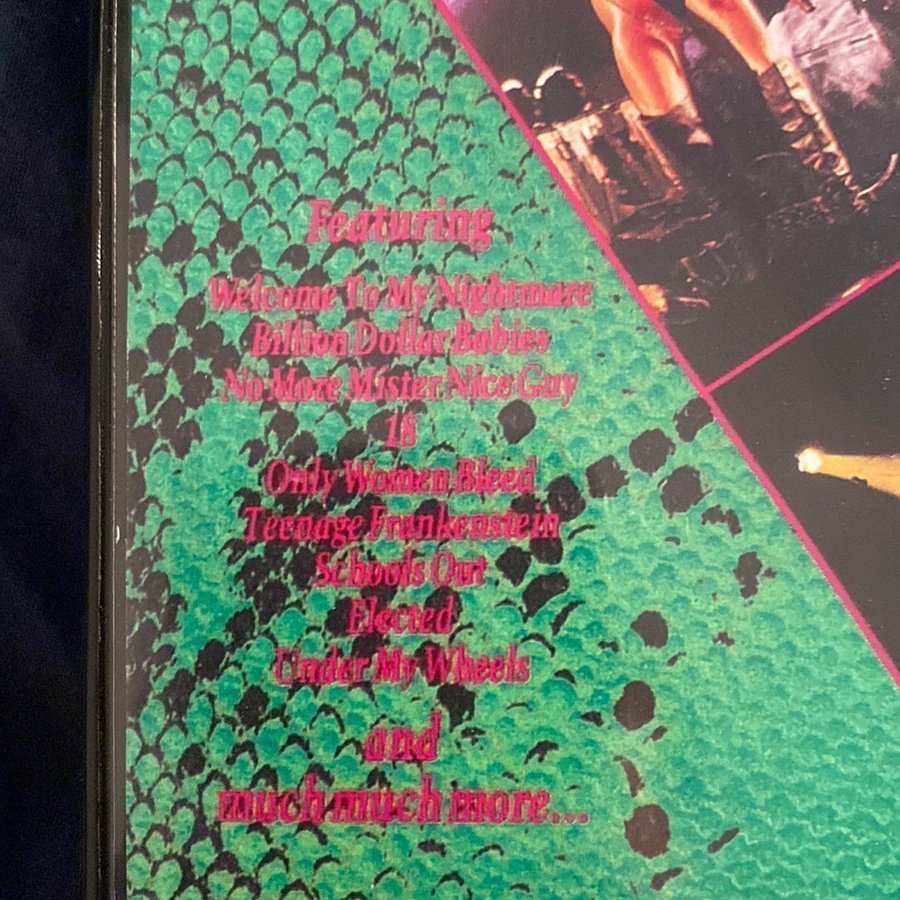 Featuring
Welcome To My Nightmare
Billion Dollar Babies
No More Mister Nice Guy
18
Only Women Bleed
Teenage Frankenstein
Schools Out
Elected
Under My Wheels
and
much much more...